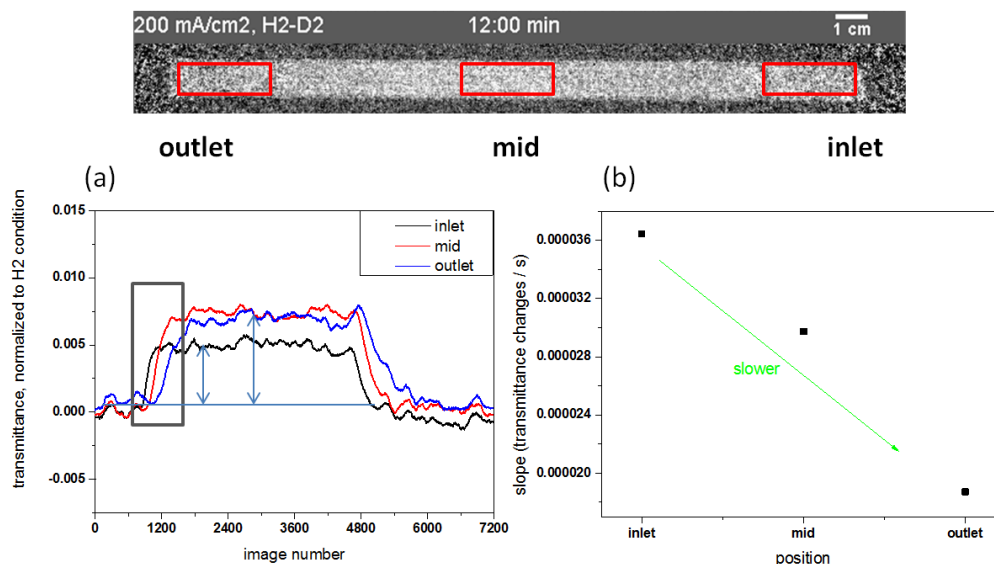 200 mA/cm2, H2-D2 12:00 min 1 cm
outlet mid inlet
(a)
transmittance, normalized to H2 condition
0.015
0.010
0.005
0.000
-0.005
inlet
mid
outlet
0 1200 2400 3600 4800 6000 7200
image number
(b)
slope (transmittance changes / s)
0.000036
0.000032
0.000028
0.000024
0.000020
slower
inlet mid outlet
position